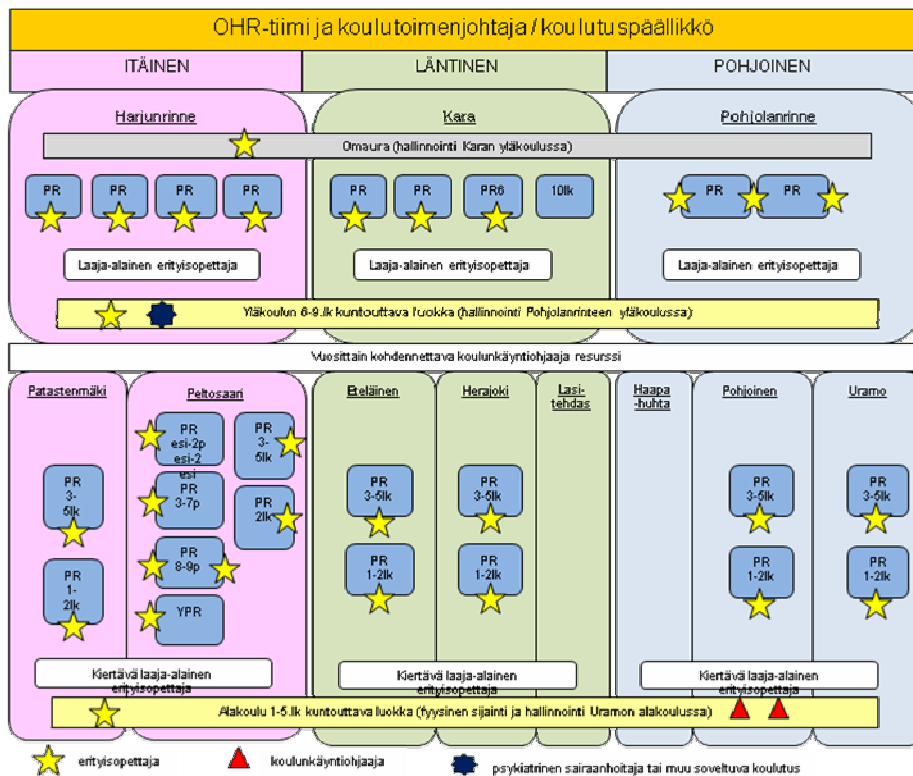 OHR-tiimi ja koulutoimenjohtaja / koulutuspäällikkö
ITÄINEN LÄNTINEN POHJOINEN
Harjunrinne Kara Pohjolanrinne
Omaura (hallinnointi Karan yläkoulussa)
PR PR PR PR PR PR PR6 10lk PR PR
Laaja-alainen erityisopettaja Laaja-alainen erityisopettaja Laaja-alainen erityisopettaja
Yläkoulun 6-9.lk kuntouttava luokka (hallinnointi Pohjolanrinteen yläkoulussa)
Vuosittain kohdennettava koulunkäyntiohjaaja resurssi
Patastenmäki Peltosaari Eteläinen Herajoki Lasi- Haapa Pohjoinen Uramo
tehdas -huhta
PR
esi-2p
esi-2
esi
PR
3-
5lk
PR
3-
5lk
PR
3-7p
PR
2lk
PR
3-5lk
PR
3-5lk
PR
3-5lk
PR
3-5lk
PR
1-
2lk
PR
8-9p
YPR
PR
1-2lk
PR
1-2lk
PR
1-2lk
PR
1-2lk
Kiertävä laaja-alainen
erityisopettaja
Kiertävä laaja-alainen
erityisopettaja
Kiertävä laaja-alainen
erityisopettaja
Alakoulu 1-5.lk kuntouttava luokka (fyysinen sijainti ja hallinnointi Uramon alakoulussa)
erityisopettaja koulunkäyntiohjaaja psykiatrinen sairaanhoitaja tai muu soveltuva koulutus